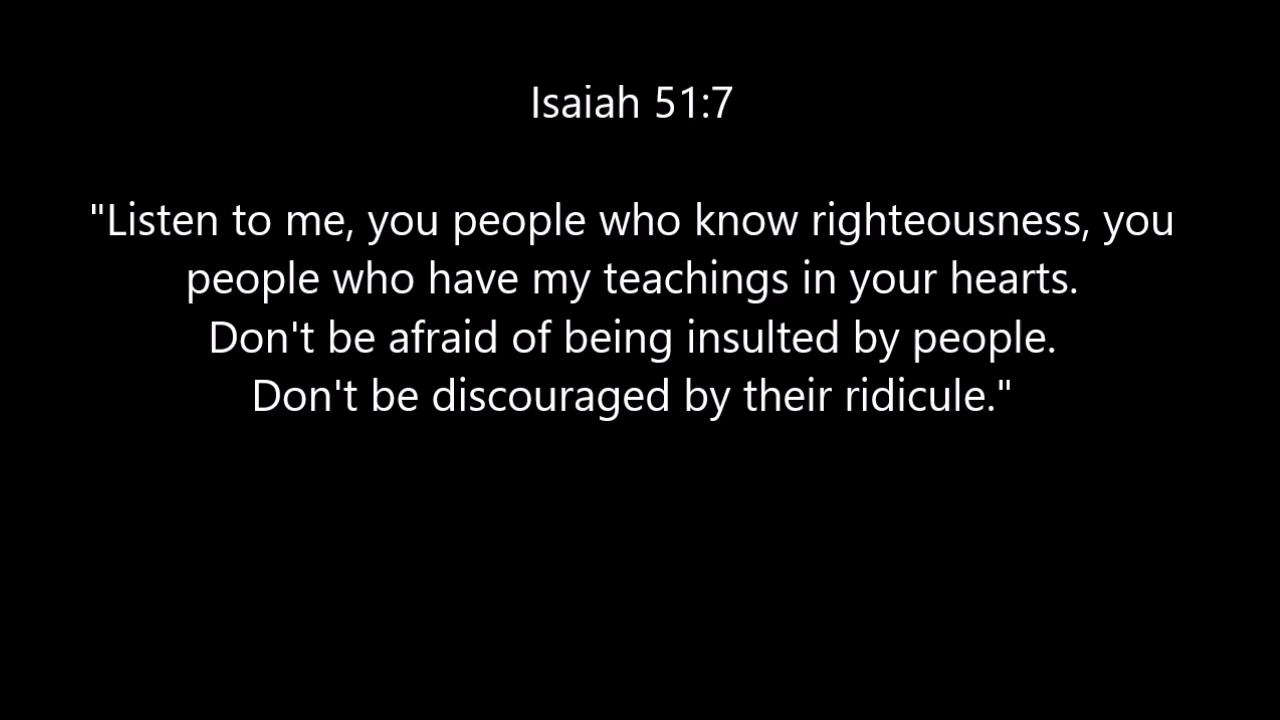 Isaiah 51:7
"Listen to me, you people who know righteousness, you
people who have my teachings in your hearts.
Don't be afraid of being insulted by people.
Don't be discouraged by their ridicule."